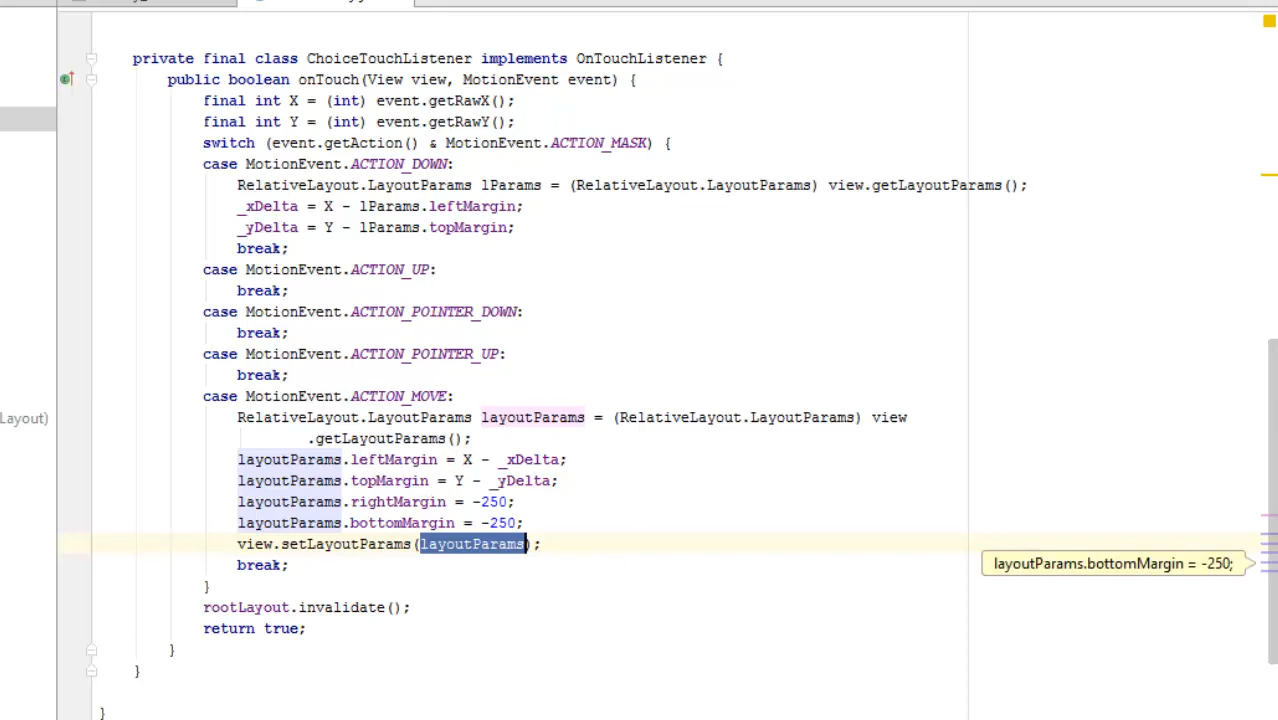 private final class ChoiceTouchListener implements OnTouchListener {
public boolean onTouch(View view, MotionEvent event) {
final int X = (int) event.getRawX();
final int Y = (int) event.getRawY();
switch (event.getAction() & MotionEvent.ACTION_MASK) {
case MotionEvent.ACTION_DOWN:
RelativeLayout.LayoutParams lParams = (RelativeLayout.LayoutParams) view.getLayoutParams();
_xDelta = X - lParams.leftMargin;
_yDelta = Y - lParams.topMargin;
break;
case MotionEvent.ACTION_UP:
break;
case MotionEvent.ACTION_POINTER_DOWN:
break;
case MotionEvent.ACTION_POINTER_UP:
break;
case MotionEvent.ACTION_MOVE:
Layout)
RelativeLayout.LayoutParams layoutParams = (RelativeLayout.LayoutParams) view
.getLayoutParams();
layoutParams.leftMargin = X - _xDelta;
layoutParams.topMargin = Y - _yDelta;
layoutParams.rightMargin = -250;
layoutParams.bottomMargin = -250;
view.setLayoutParams(layoutParams);
layoutParams.bottomMargin = -250;
break;
}
rootLayout.invalidate();
return true;
}
}
}